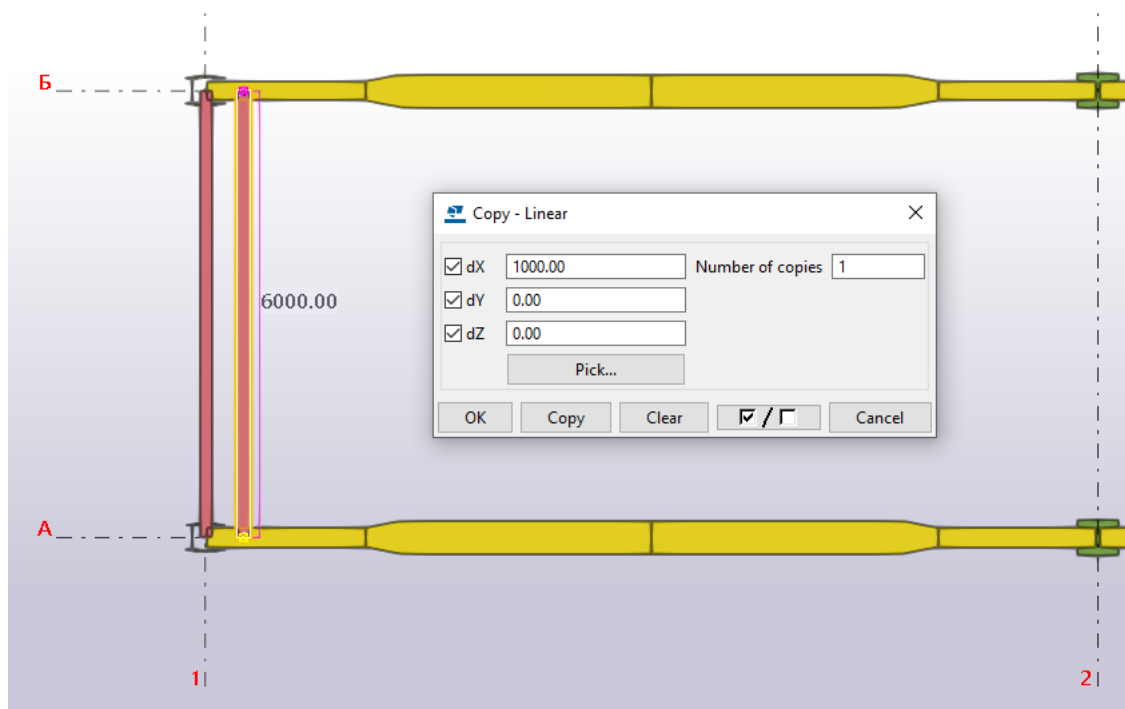 Б
Copy - Linear
dX 1000.00 Number of copies 1
dY 0.00
dZ 0.00
Pick...
OK Copy Clear / Cancel
6000.00
А
1 2